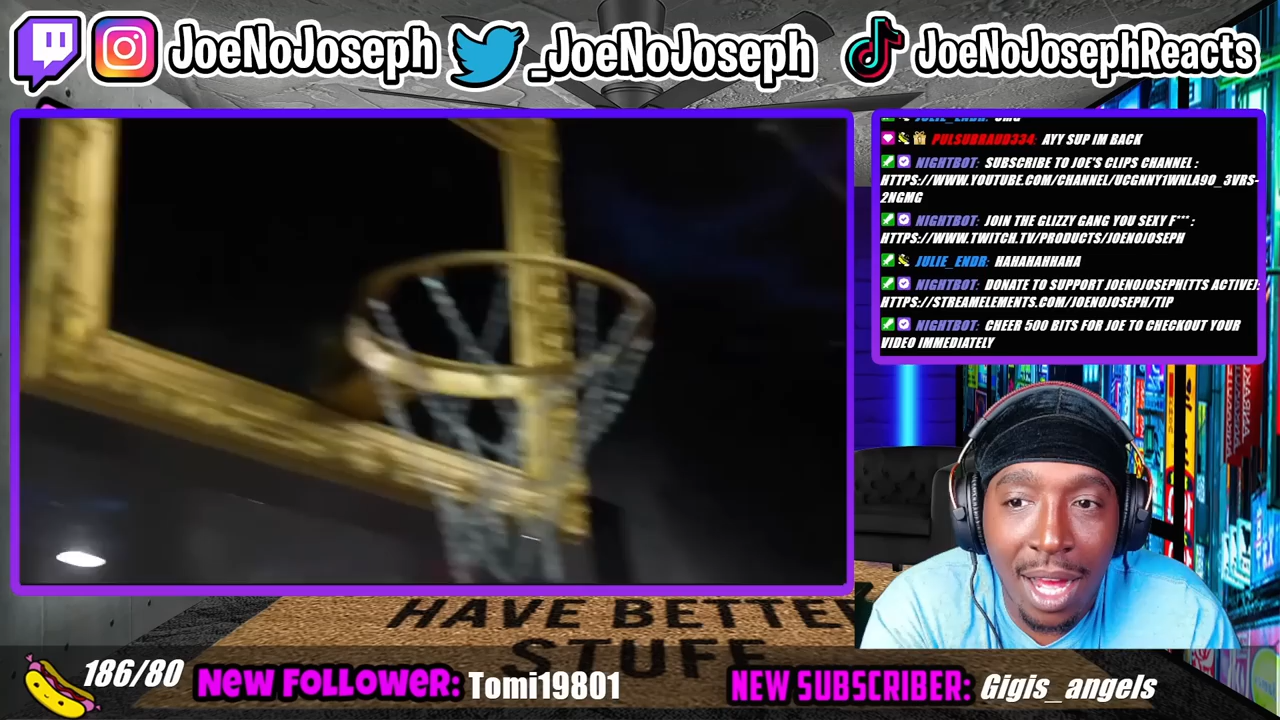 JoeNoJoseph
_JoeNoJoseph
JoeNoJosephReacts
PULSUBRAUD334: AYY SUP IM BACK
NIGHTBOT: SUBSCRIBE TO JOE'S CLIPS CHANNEL :
HTTPS://WWW.YOUTUBE.COM/CHANNEL/UCGNNY1WNLA9O_3VRS-
2NGMG
NIGHTBOT: JOIN THE GLIZZY GANG YOU SEXY F*** :
HTTPS://WWW.TWITCH.TV/PRODUCTS/JOENOJOSEPH
JULIE_ENDR: HAHAHAHHAHA
NIGHTBOT: DONATE TO SUPPORT JOENOJOSEPH(TTS ACTIVE):
HTTPS://STREAMELEMENTS.COM/JOENOJOSEPH/TIP
NIGHTBOT: CHEER 500 BITS FOR JOE TO CHECKOUT YOUR
VIDEO IMMEDIATELY
HAVE BETTER
STUFF
186/80
NEW FOLLOWER: Tomi19801
NEW SUBSCRIBER: Gigis_angels